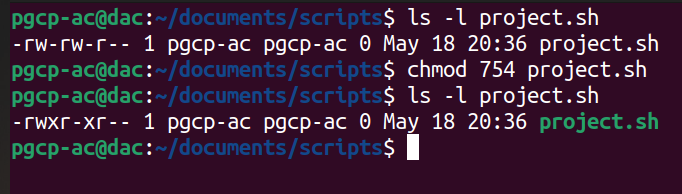 pgcp-ac@dac:~/documents/scripts$ ls -l project.sh
-rw-rw-r-- 1 pgcp-ac pgcp-ac 0 May 18 20:36 project.sh
pgcp-ac@dac:~/documents/scripts$ chmod 754 project.sh
pgcp-ac@dac:~/documents/scripts$ ls -l project.sh
-rwxr-xr-- 1 pgcp-ac pgcp-ac 0 May 18 20:36 project.sh
pgcp-ac@dac:~/documents/scripts$